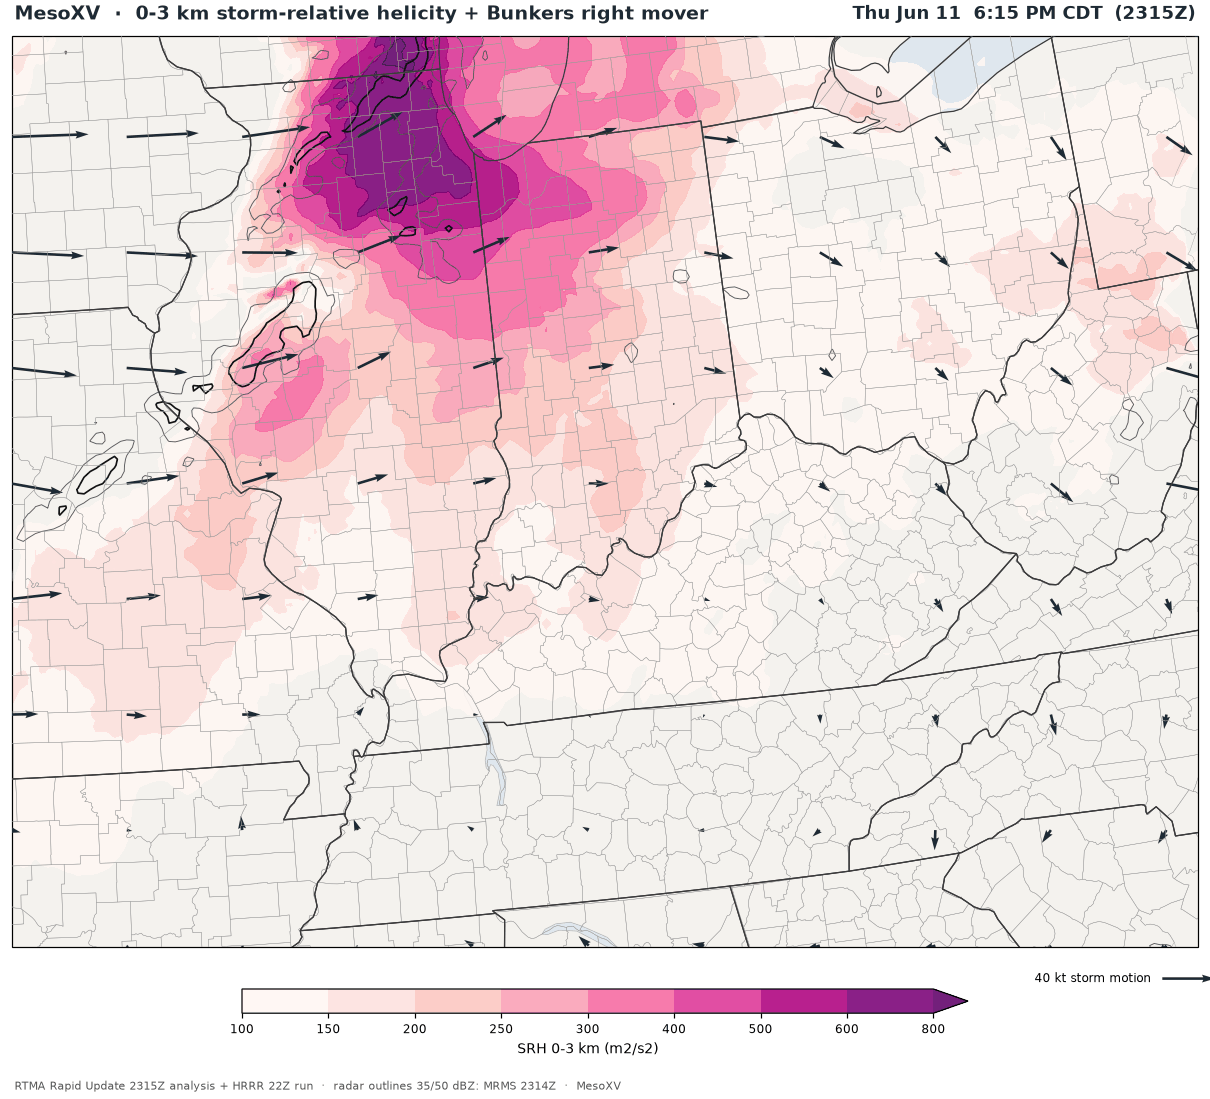 MesoXV · 0-3 km storm-relative helicity + Bunkers right mover
Thu Jun 11 6:15 PM CDT (2315Z)
40 kt storm motion
100 150 200 250 300 400 500 600 800
SRH 0-3 km (m2/s2)
RTMA Rapid Update 2315Z analysis + HRRR 22Z run · radar outlines 35/50 dBZ: MRMS 2314Z · MesoXV